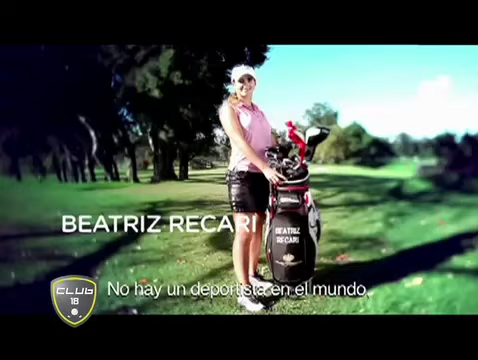 BEATRIZ RECARI
BEATRIZ
RECARI
CLUB
18
No hay un deportista en el mundo,